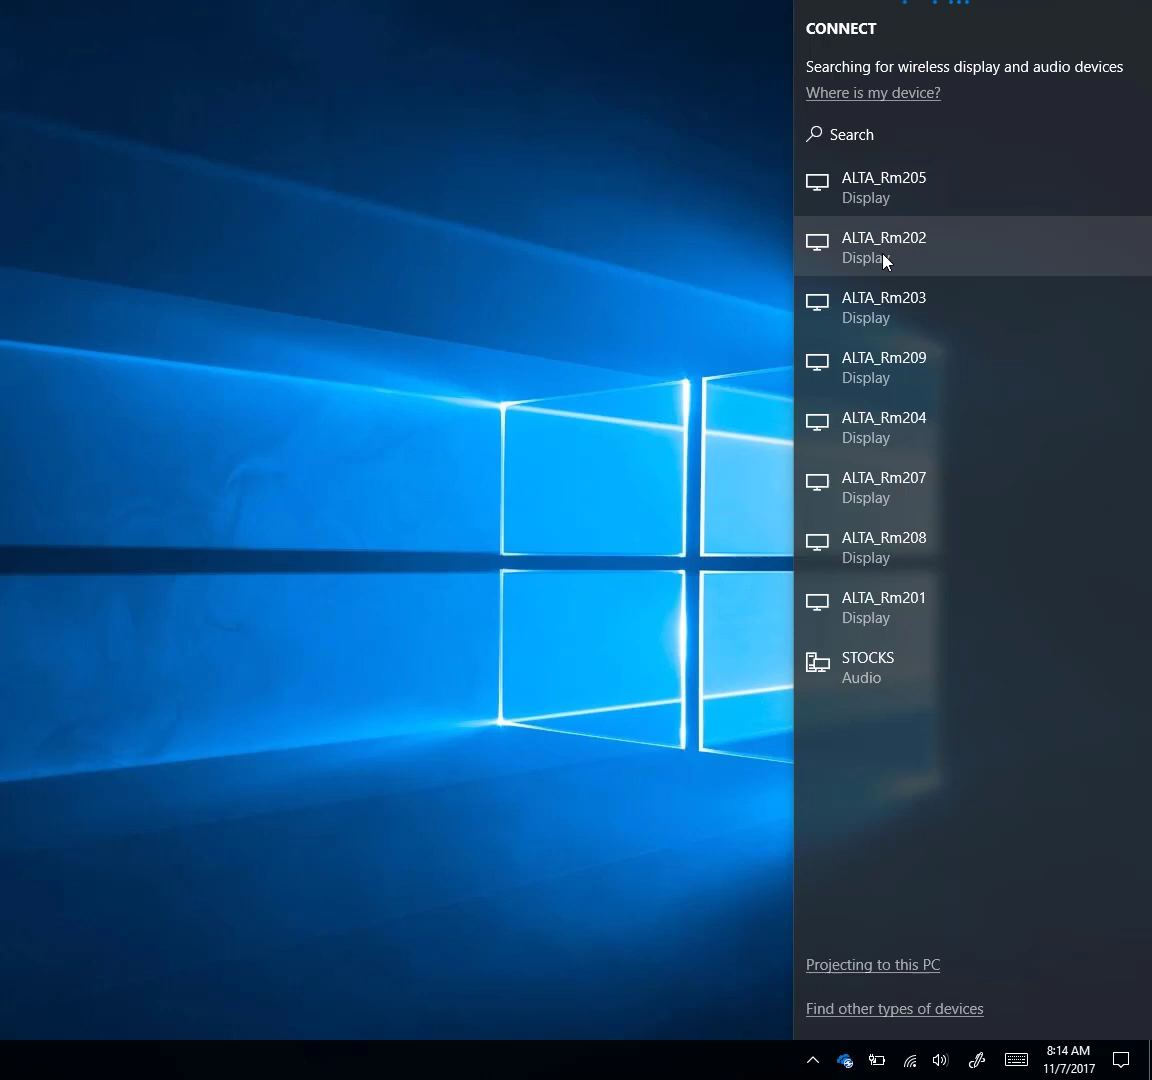 CONNECT
Searching for wireless display and audio devices
Where is my device?
Search
ALTA_Rm205
Display
ALTA_Rm202
Display
ALTA_Rm203
Display
ALTA_Rm209
Display
ALTA_Rm204
Display
ALTA_Rm207
Display
ALTA_Rm208
Display
ALTA_Rm201
Display
STOCKS
Audio
Projecting to this PC
Find other types of devices
8:14 AM
11/7/2017